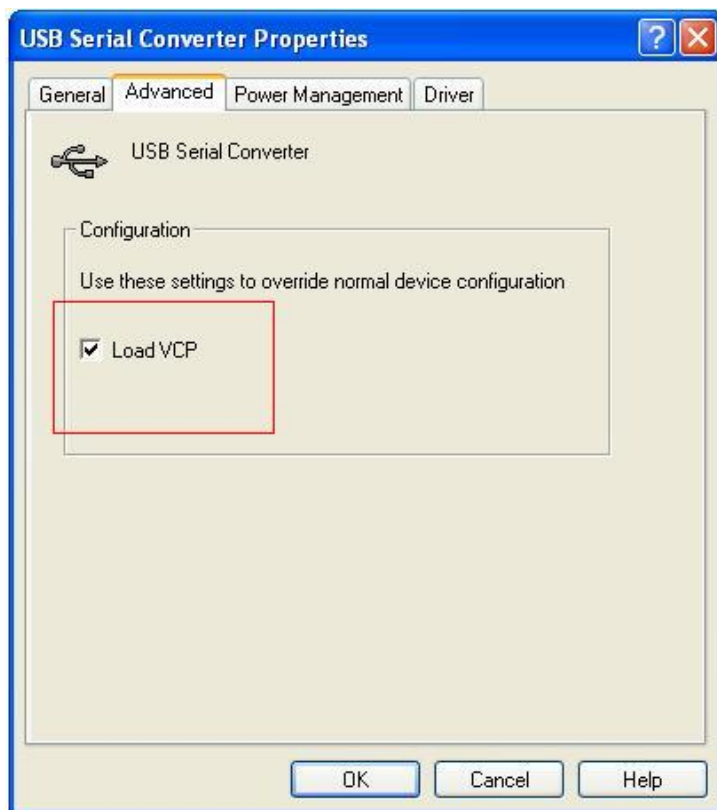 USB Serial Converter Properties
General Advanced Power Management Driver
USB Serial Converter
Configuration
Use these settings to override normal device configuration
Load VCP
OK Cancel Help